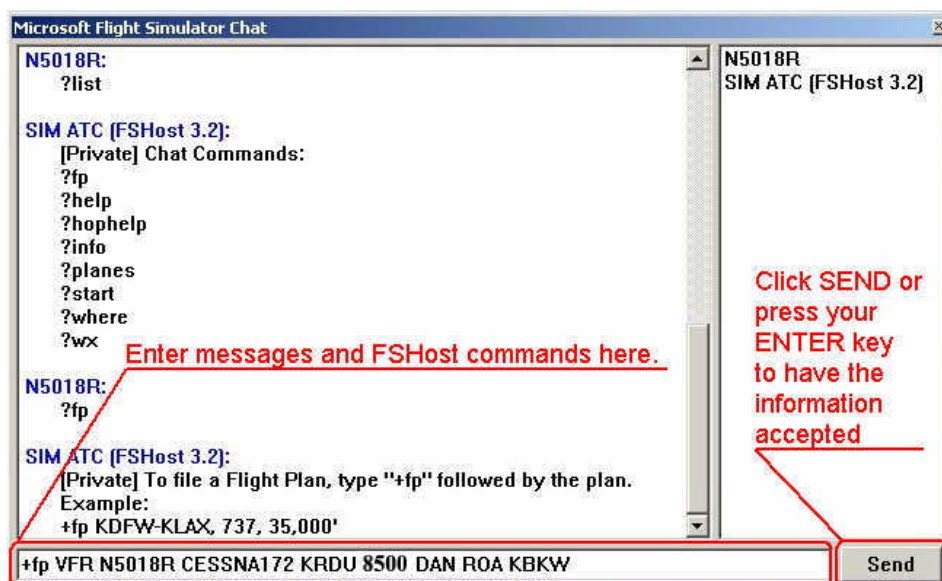 Microsoft Flight Simulator Chat
N5018R:
?list
SIM ATC (FSHost 3.2):
[Private] Chat Commands:
?fp
?help
?hophelp
?info
?planes
?start
?where
?wx
Enter messages and FSHost commands here.
N5018R:
?fp
SIM ATC (FSHost 3.2):
[Private] To file a Flight Plan, type "+fp" followed by the plan.
Example:
+fp KDFW-KLAX, 737, 35,000'
N5018R
SIM ATC (FSHost 3.2)
Click SEND or
press your
ENTER key
to have the
information
accepted
+fp VFR N5018R CESSNA172 KRDU 8500 DAN ROA KBKW
Send